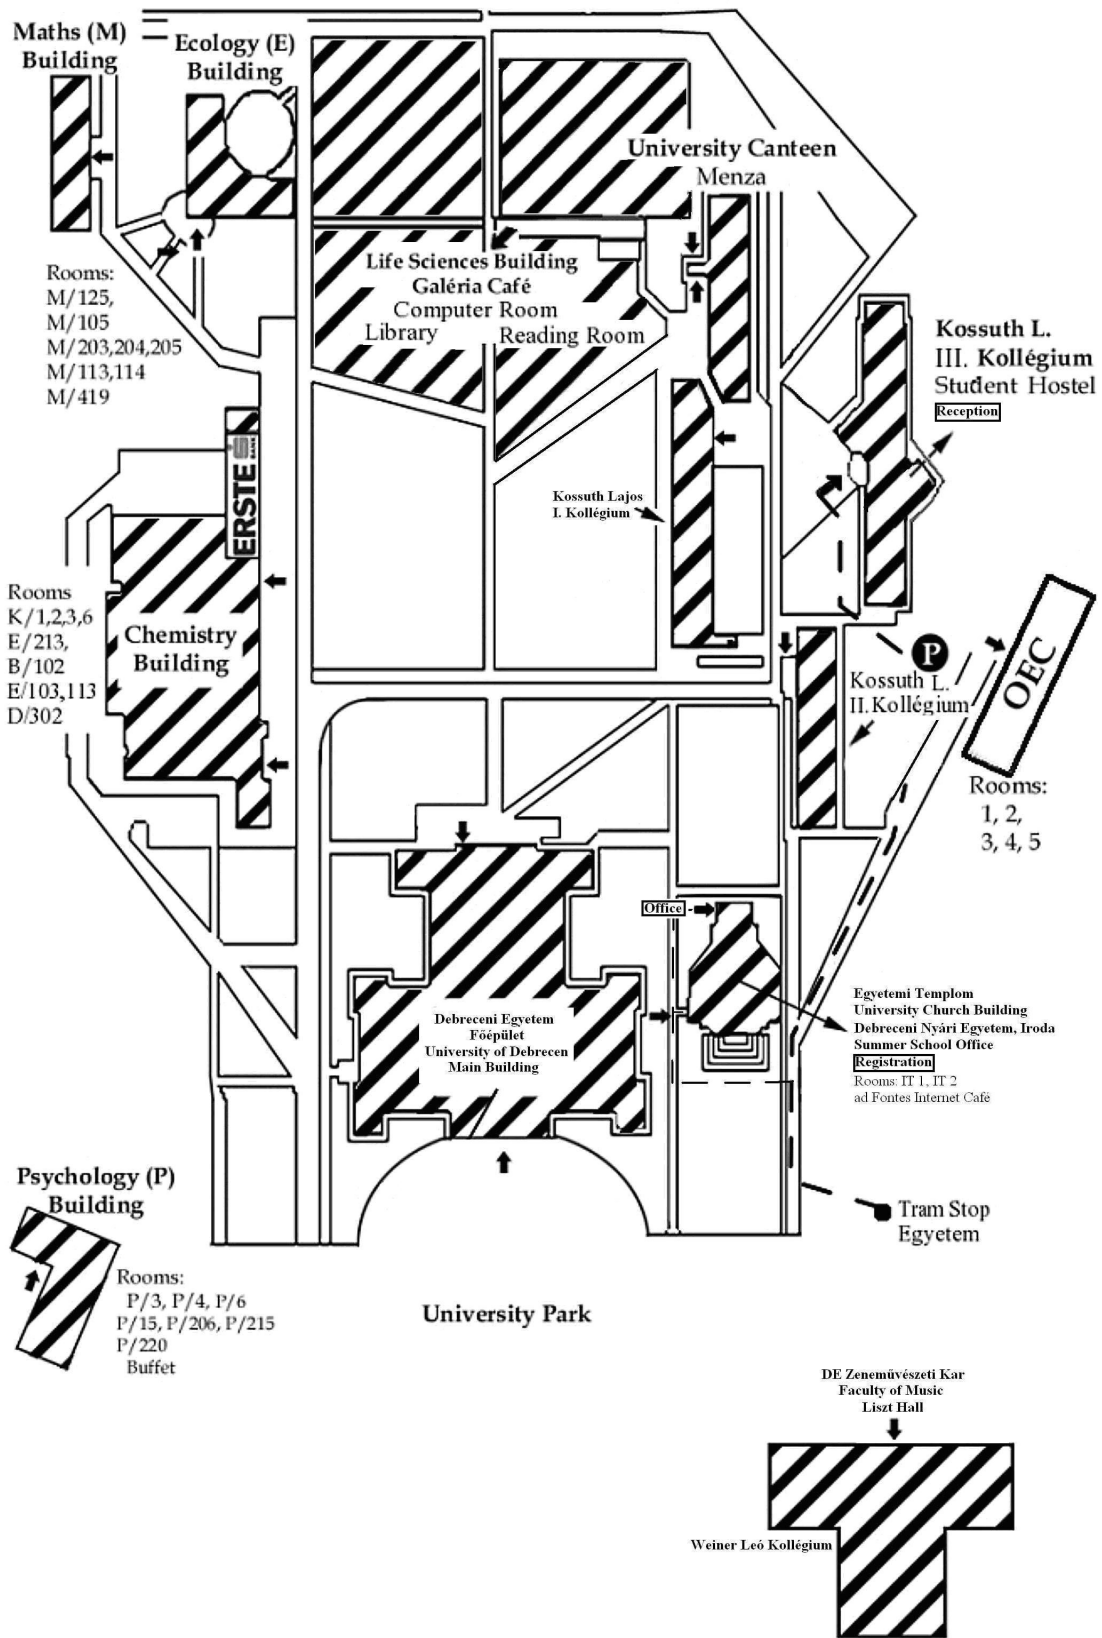 Maths (M)
Building
Ecology (E)
Building
University Canteen
Menza
Rooms:
M/125,
M/105
M/203,204,205
M/113,114
M/419
Life Sciences Building
Galéria Café
Computer Room
Library
Reading Room
Kossuth L.
III. Kollégium
Student Hostel
Reception
ERSTE
BANK
Kossuth Lajos
I. Kollégium
Rooms
K/1,2,3,6
E/213,
B/102
E/103,113
D/302
Chemistry
Building
P
Kossuth L.
II. Kollégium
OEC
Rooms:
1, 2,
3, 4, 5
Office
Debreceni Egyetem
Főépület
University of Debrecen
Main Building
Egyetemi Templom
University Church Building
Debreceni Nyári Egyetem, Iroda
Summer School Office
Registration
Rooms: IT 1, IT 2
ad Fontes Internet Café
Psychology (P)
Building
Rooms:
P/3, P/4, P/6
P/15, P/206, P/215
P/220
Buffet
Tram Stop
Egyetem
University Park
DE Zeneművészeti Kar
Faculty of Music
Liszt Hall
Weiner Leó Kollégium